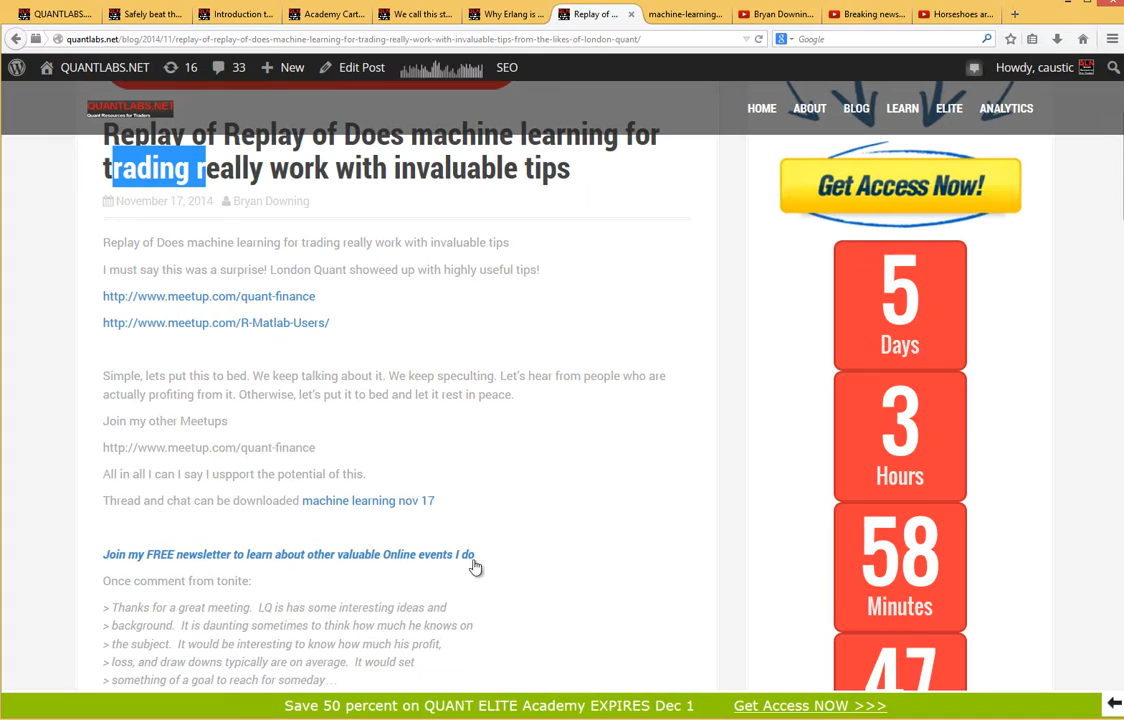 QUANTLABS....
Safely beat th...
Introduction t...
Academy Cart...
We call this st...
Why Erlang is ...
Replay of ...
machine-learning...
Bryan Downin...
Breaking news...
Horseshoes ar...
quantlabs.net/blog/2014/11/replay-of-replay-of-does-machine-learning-for-trading-really-work-with-invaluable-tips-from-the-likes-of-london-quant/
Google
QUANTLABS.NET
16
33
New
Edit Post
SEO
Howdy, caustic
QUANTLABS.NET
Quant Resources for Traders
HOME
ABOUT
BLOG
LEARN
ELITE
ANALYTICS
Replay of Replay of Does machine learning for
trading really work with invaluable tips
November 17, 2014
Bryan Downing
Replay of Does machine learning for trading really work with invaluable tips
I must say this was a surprise! London Quant showeed up with highly useful tips!
http://www.meetup.com/quant-finance
http://www.meetup.com/R-Matlab-Users/
Simple, lets put this to bed. We keep talking about it. We keep speculting. Let's hear from people who are
actually profiting from it. Otherwise, let's put it to bed and let it rest in peace.
Join my other Meetups
http://www.meetup.com/quant-finance
All in all I can I say I uspport the potential of this.
Thread and chat can be downloaded machine learning nov 17
Join my FREE newsletter to learn about other valuable Online events I do
Once comment from tonite:
> Thanks for a great meeting. LQ is has some interesting ideas and
> background. It is daunting sometimes to think how much he knows on
> the subject. It would be interesting to know how much his profit,
> loss, and draw downs typically are on average. It would set
> something of a goal to reach for someday...
Get Access Now!
5
Days
3
Hours
58
Minutes
47
Save 50 percent on QUANT ELITE Academy EXPIRES Dec 1
Get Access NOW >>>